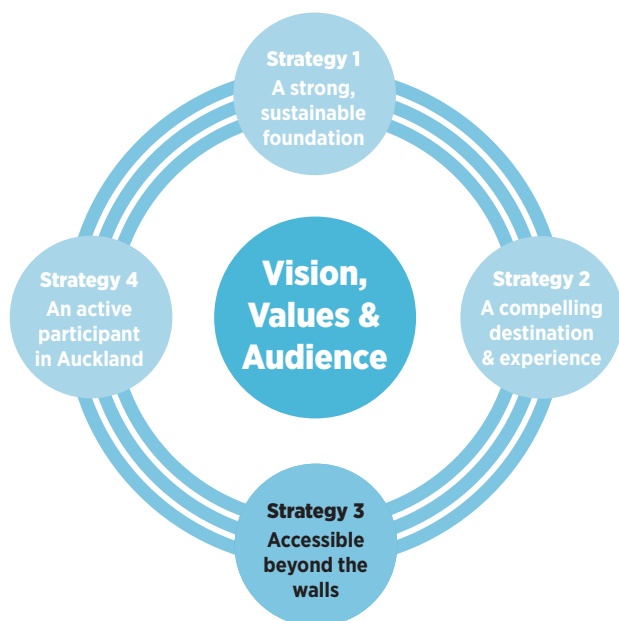 Strategy 1
A strong,
sustainable
foundation
Strategy 4
An active
participant
in Auckland
Vision,
Values &
Audience
Strategy 2
A compelling
destination
& experience
Strategy 3
Accessible
beyond the
walls